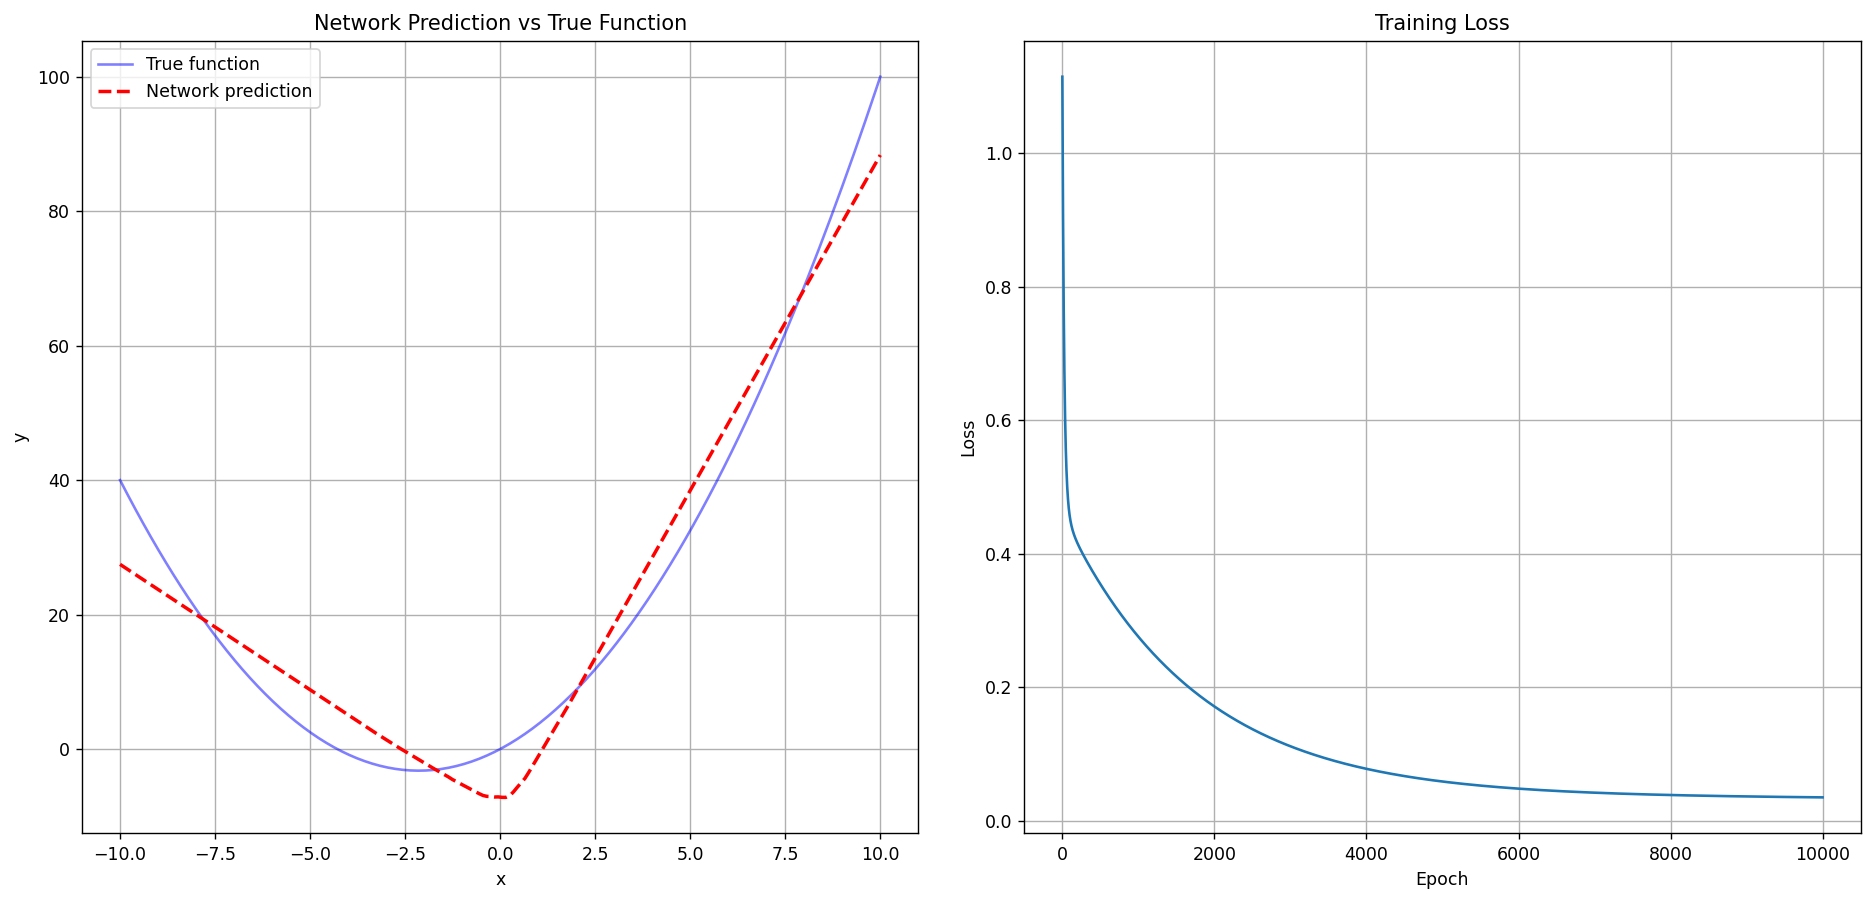 Network Prediction vs True Function
True function
Network prediction
100
80
60
40
20
0
y
−10.0 −7.5 −5.0 −2.5 0.0 2.5 5.0 7.5 10.0
x
Training Loss
1.0
0.8
0.6
0.4
0.2
0.0
Loss
0 2000 4000 6000 8000 10000
Epoch